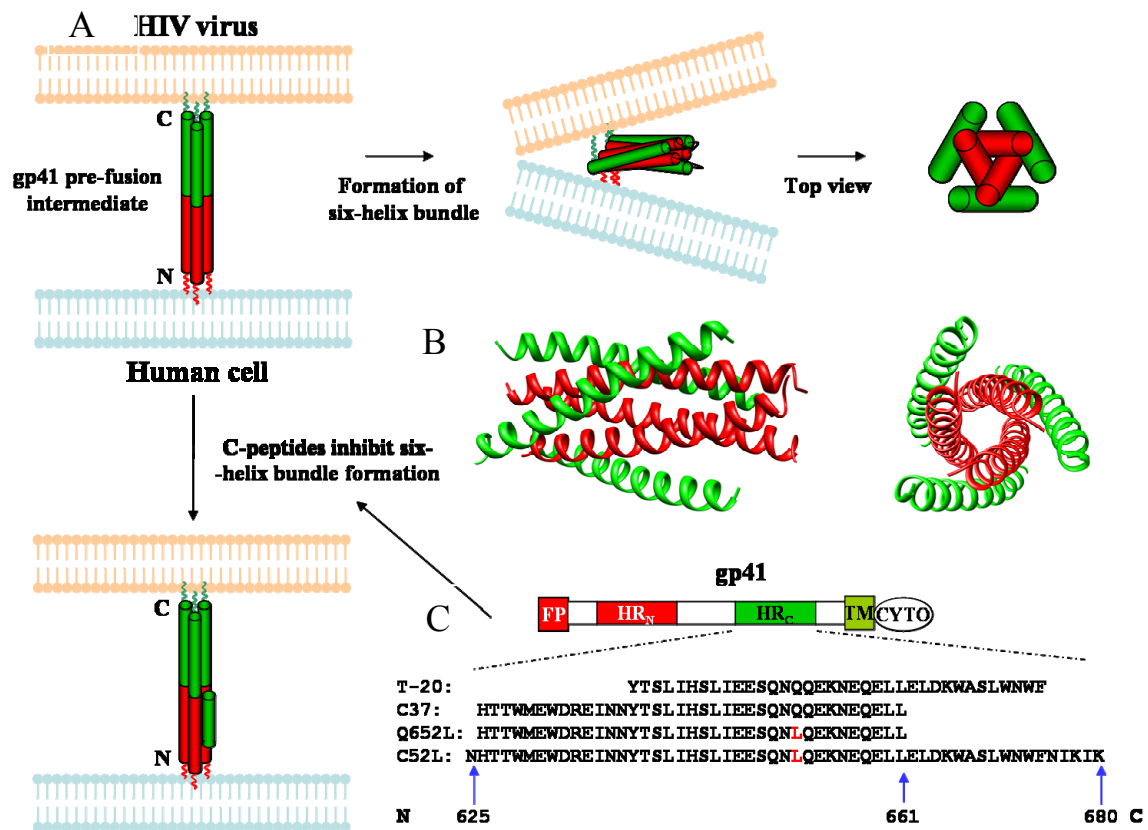 A
HIV virus
C
gp41 pre-fusion
intermediate
N
Formation of
six-helix bundle
Top view
Human cell
B
C-peptides inhibit six-
-helix bundle formation
C
N
C
gp41
FP
HRN
HRC
TM
CYTO
T-20: YTSLIHSLIEESQNQQEKNEQELLELDKWASLWNWF
C37: HTTWMEWDREINNYTSLIHSLIEESQNQQEKNEQELL
Q652L: HTTWMEWDREINNYTSLIHSLIEESQNLQEKNEQELL
C52L: NHTTWMEWDREINNYTSLIHSLIEESQNLQEKNEQELLELDKWASLWNWFNIKIK
N 625 661 680 C